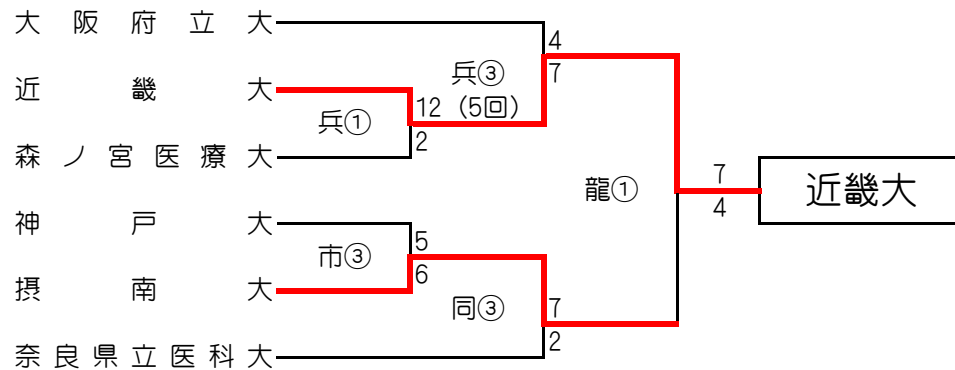 大阪府立大
4
近畿大
兵③
7
12 (5回)
兵①
2
森ノ宮医療大
7
龍①
近畿大
4
神戸大
5
市③
6
摂南大
同③
7
2
奈良県立医科大